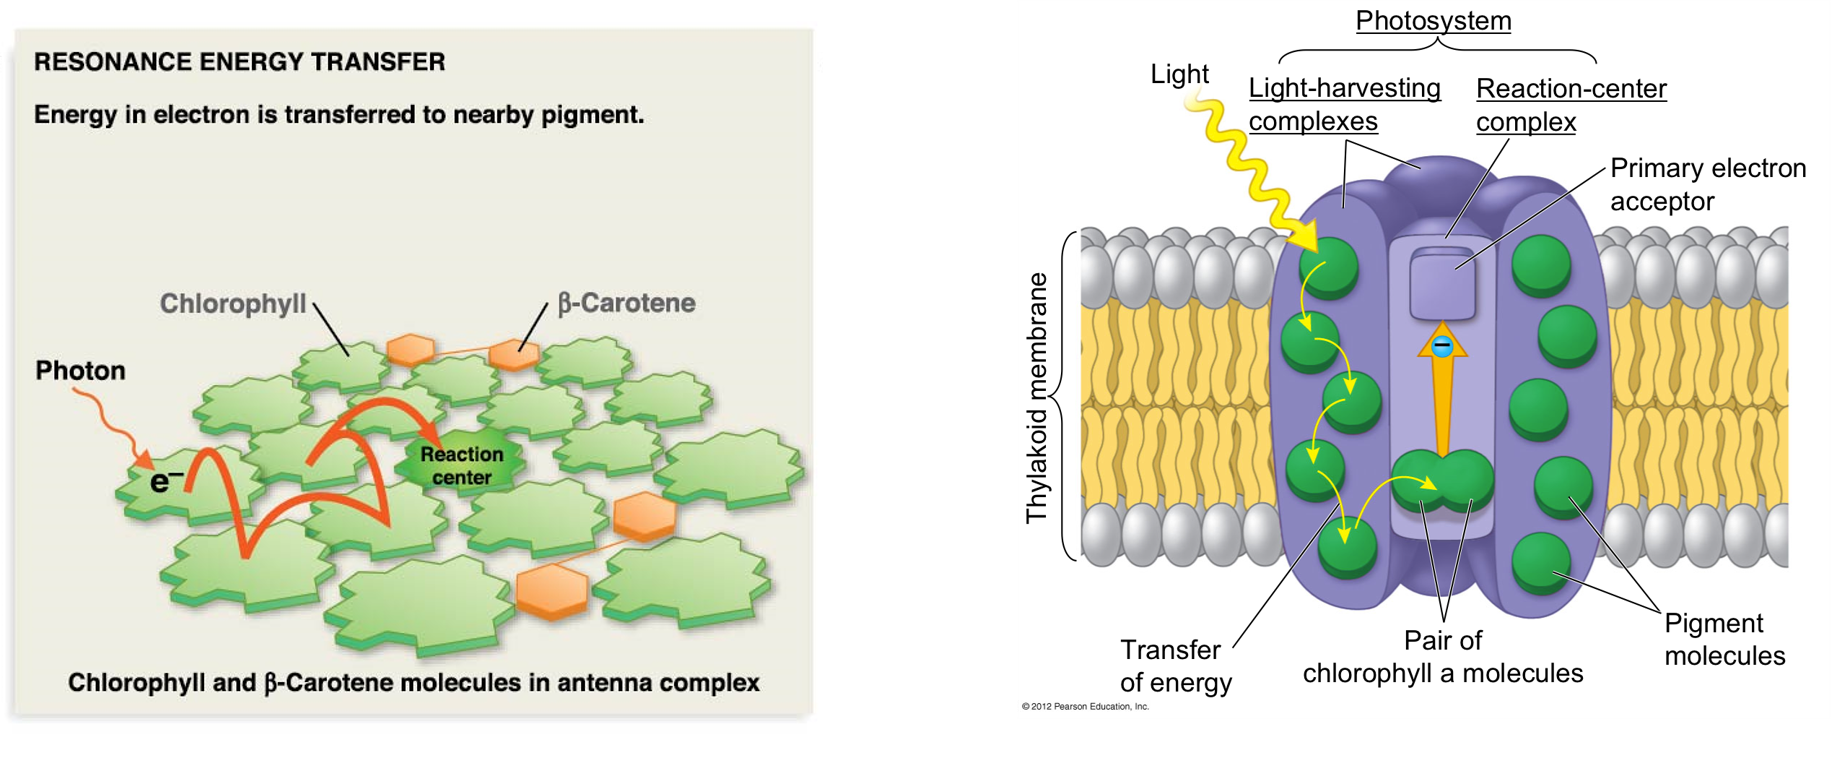 RESONANCE ENERGY TRANSFER
Energy in electron is transferred to nearby pigment.
Chlorophyll
β-Carotene
Photon
e⁻
Reaction
center
Chlorophyll and β-Carotene molecules in antenna complex
Photosystem
Light
Light-harvesting
complexes
Reaction-center
complex
Primary electron
acceptor
Thylakoid membrane
−
Transfer
of energy
Pair of
chlorophyll a molecules
Pigment
molecules
© 2012 Pearson Education, Inc.